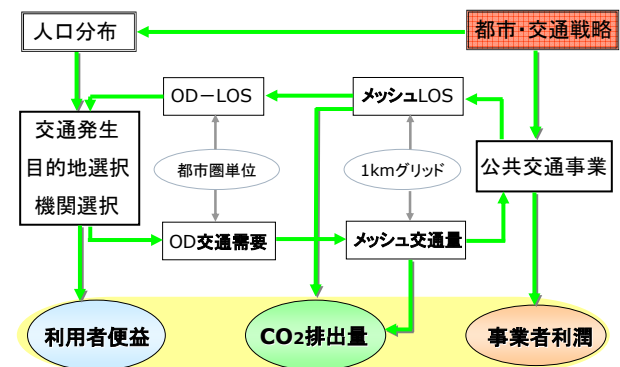 人口分布
都市・交通戦略
OD－LOS
メッシュLOS
交通発生
目的地選択
機関選択
都市圏単位
1kmグリッド
公共交通事業
OD交通需要
メッシュ交通量
利用者便益
CO2排出量
事業者利潤